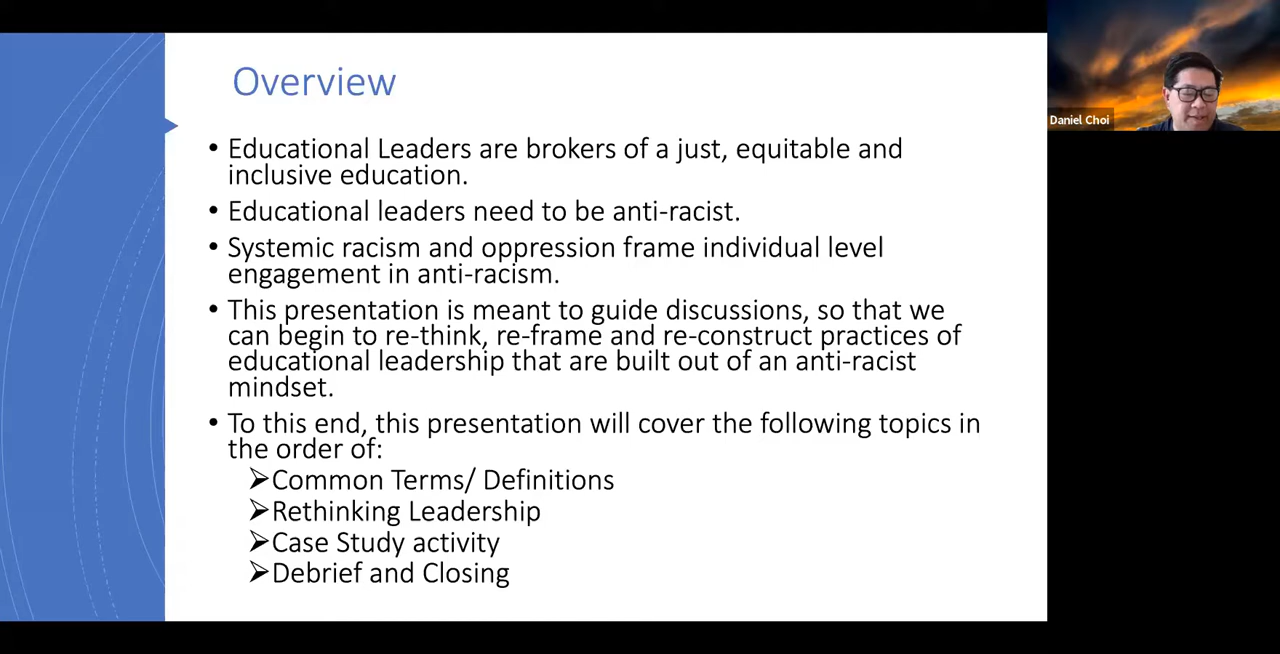 Overview
• Educational Leaders are brokers of a just, equitable and
inclusive education.
• Educational leaders need to be anti-racist.
• Systemic racism and oppression frame individual level
engagement in anti-racism.
• This presentation is meant to guide discussions, so that we
can begin to re-think, re-frame and re-construct practices of
educational leadership that are built out of an anti-racist
mindset.
• To this end, this presentation will cover the following topics in
the order of:
➢Common Terms/ Definitions
➢Rethinking Leadership
➢Case Study activity
➢Debrief and Closing
Daniel Choi